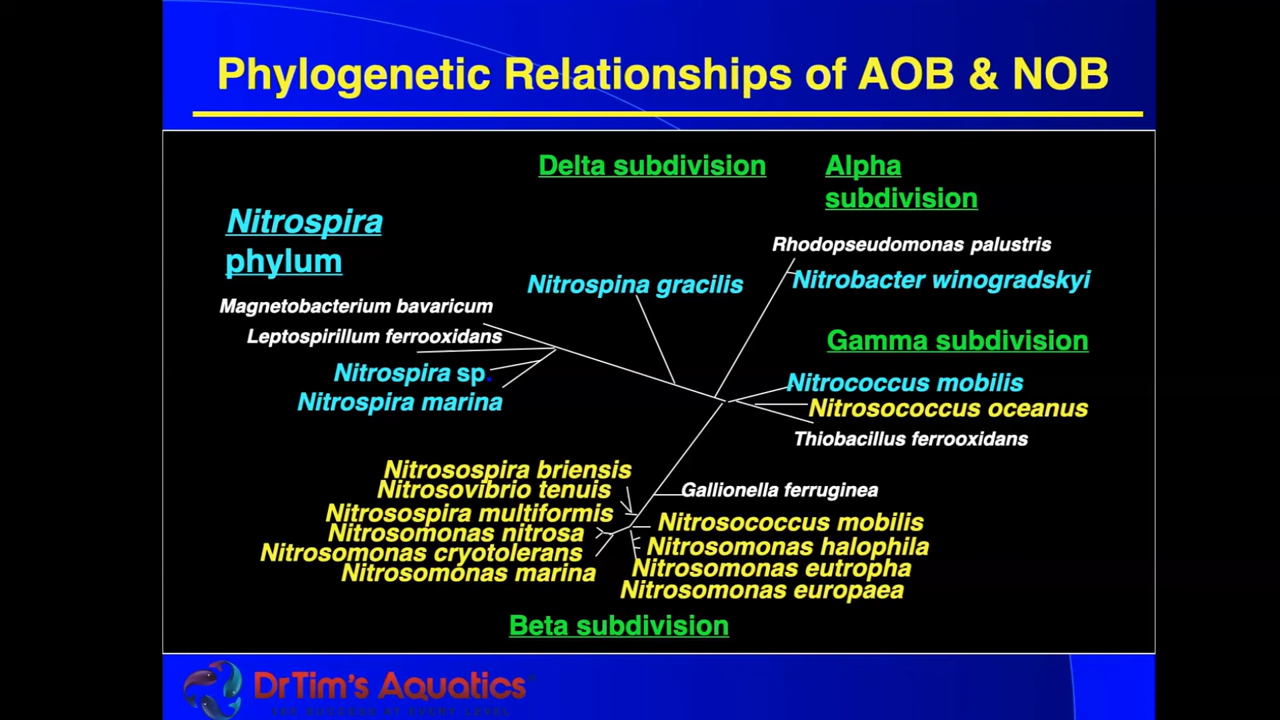 Phylogenetic Relationships of AOB & NOB
Delta subdivision
Alpha
subdivision
Nitrospira
phylum
Rhodopseudomonas palustris
Nitrobacter winogradskyi
Nitrospina gracilis
Magnetobacterium bavaricum
Leptospirillum ferrooxidans
Nitrospira sp.
Nitrospira marina
Gamma subdivision
Nitrococcus mobilis
Nitrosococcus oceanus
Thiobacillus ferrooxidans
Nitrosospira briensis
Nitrosovibrio tenuis
Nitrosospira multiformis
Nitrosomonas nitrosa
Nitrosomonas cryotolerans
Nitrosomonas marina
Gallionella ferruginea
Nitrosococcus mobilis
Nitrosomonas halophila
Nitrosomonas eutropha
Nitrosomonas europaea
Beta subdivision
DrTim's Aquatics